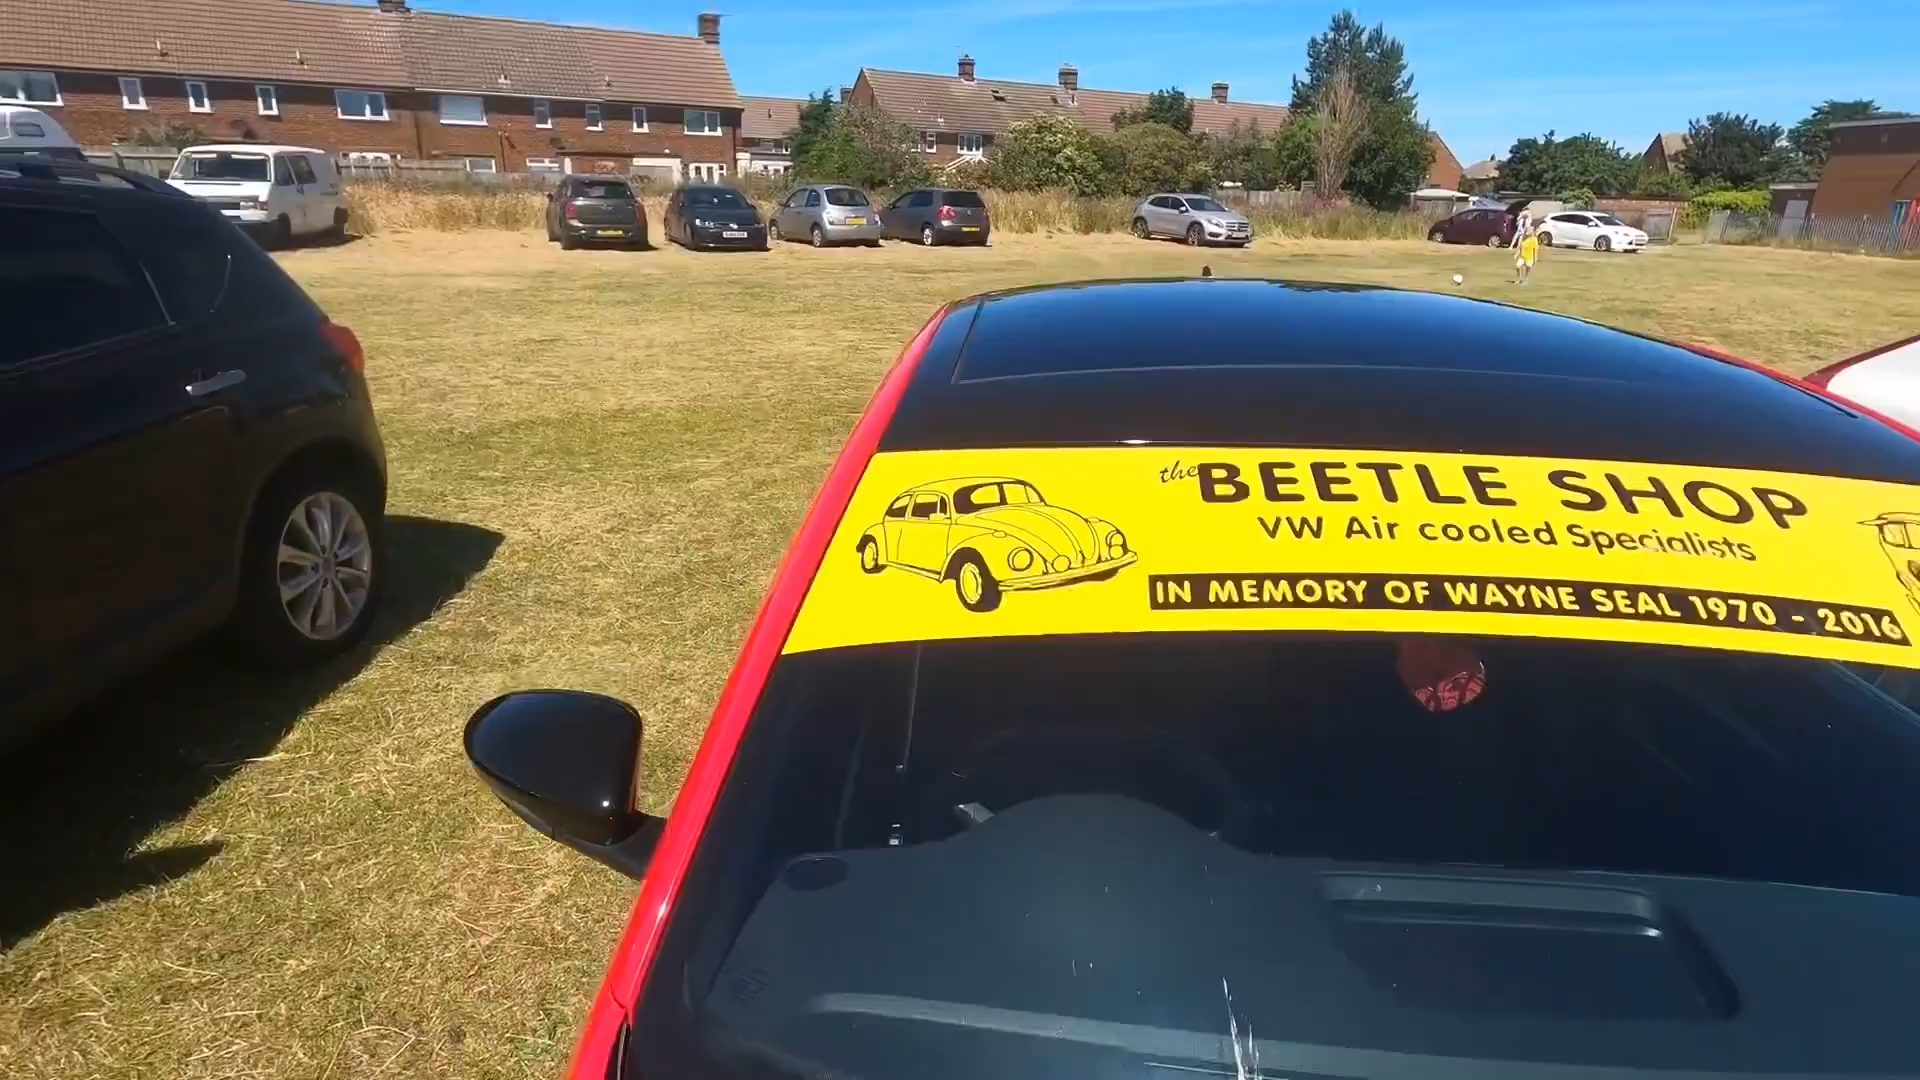 the BEETLE SHOP
VW Air cooled Specialists
IN MEMORY OF WAYNE SEAL 1970 - 2016